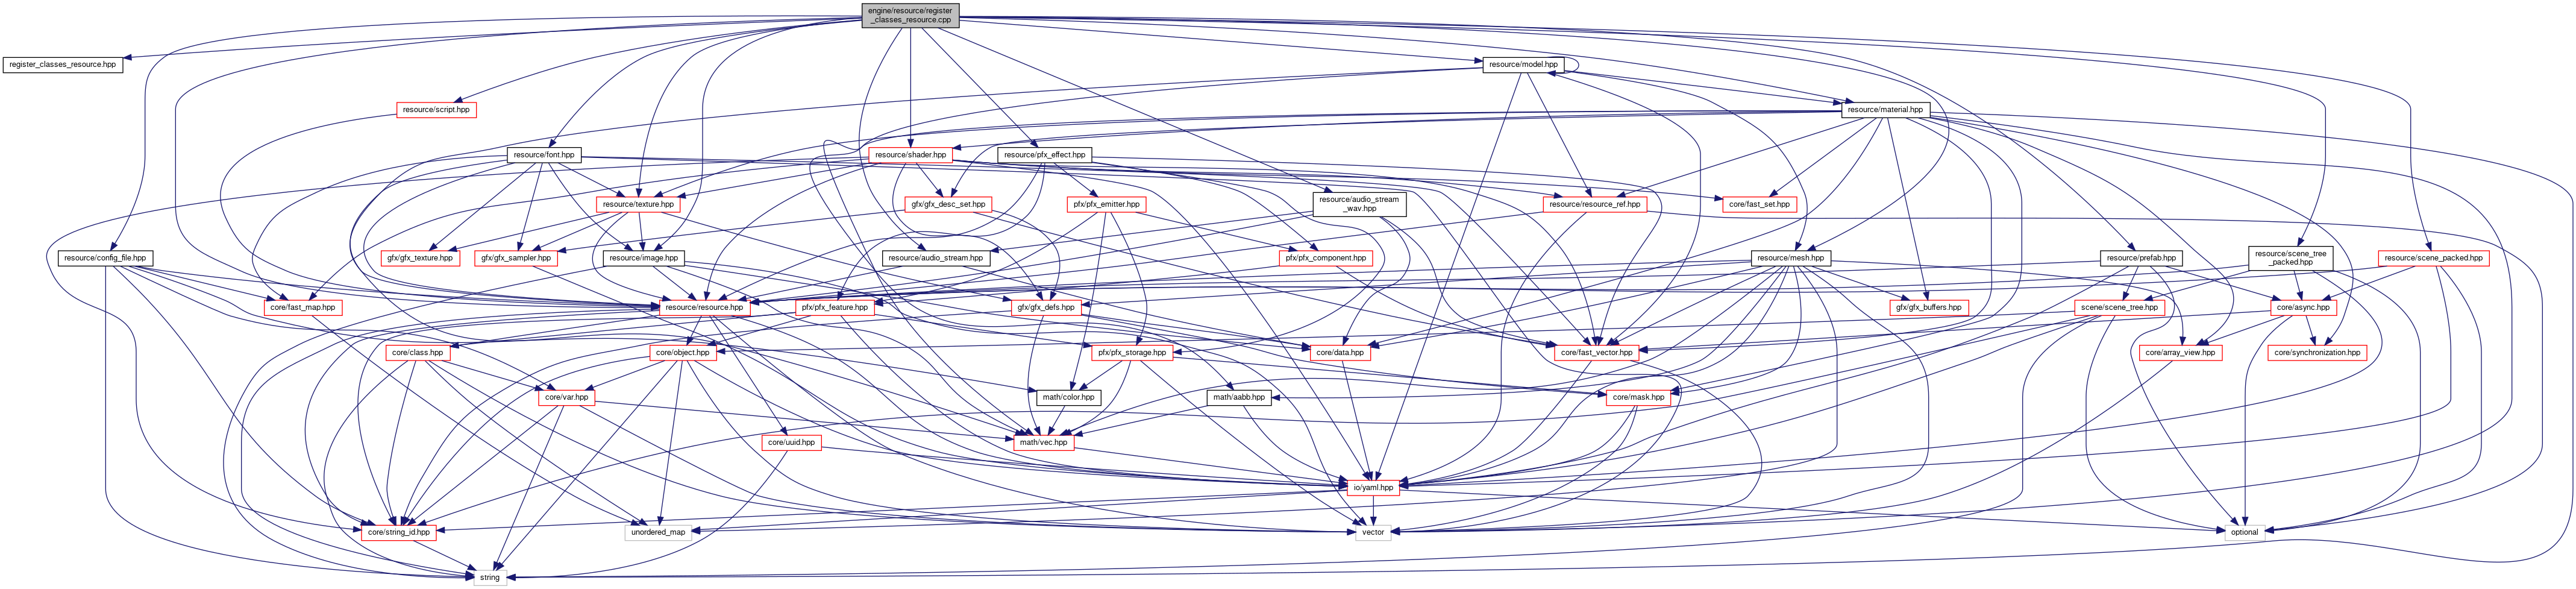 engine/resource/register
_classes_resource.cpp
register_classes_resource.hpp
resource/model.hpp
resource/script.hpp
resource/material.hpp
resource/font.hpp
resource/shader.hpp
resource/pfx_effect.hpp
resource/texture.hpp
gfx/gfx_desc_set.hpp
pfx/pfx_emitter.hpp
resource/audio_stream
_wav.hpp
resource/resource_ref.hpp
core/fast_set.hpp
resource/config_file.hpp
gfx/gfx_texture.hpp
gfx/gfx_sampler.hpp
resource/image.hpp
resource/audio_stream.hpp
pfx/pfx_component.hpp
resource/mesh.hpp
resource/prefab.hpp
resource/scene_tree
_packed.hpp
resource/scene_packed.hpp
core/fast_map.hpp
resource/resource.hpp
pfx/pfx_feature.hpp
gfx/gfx_defs.hpp
gfx/gfx_buffers.hpp
scene/scene_tree.hpp
core/async.hpp
core/class.hpp
core/object.hpp
pfx/pfx_storage.hpp
core/data.hpp
core/fast_vector.hpp
core/array_view.hpp
core/synchronization.hpp
core/var.hpp
math/color.hpp
math/aabb.hpp
core/mask.hpp
core/uuid.hpp
math/vec.hpp
io/yaml.hpp
core/string_id.hpp
unordered_map
vector
optional
string